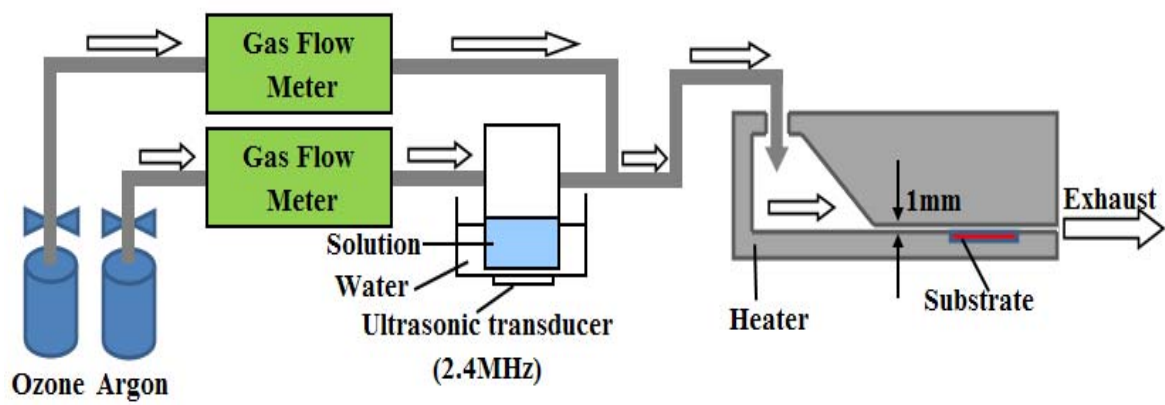 Gas Flow
Meter
Gas Flow
Meter
1mm
Exhaust
Solution
Water
Substrate
Heater
Ultrasonic transducer
(2.4MHz)
Ozone
Argon